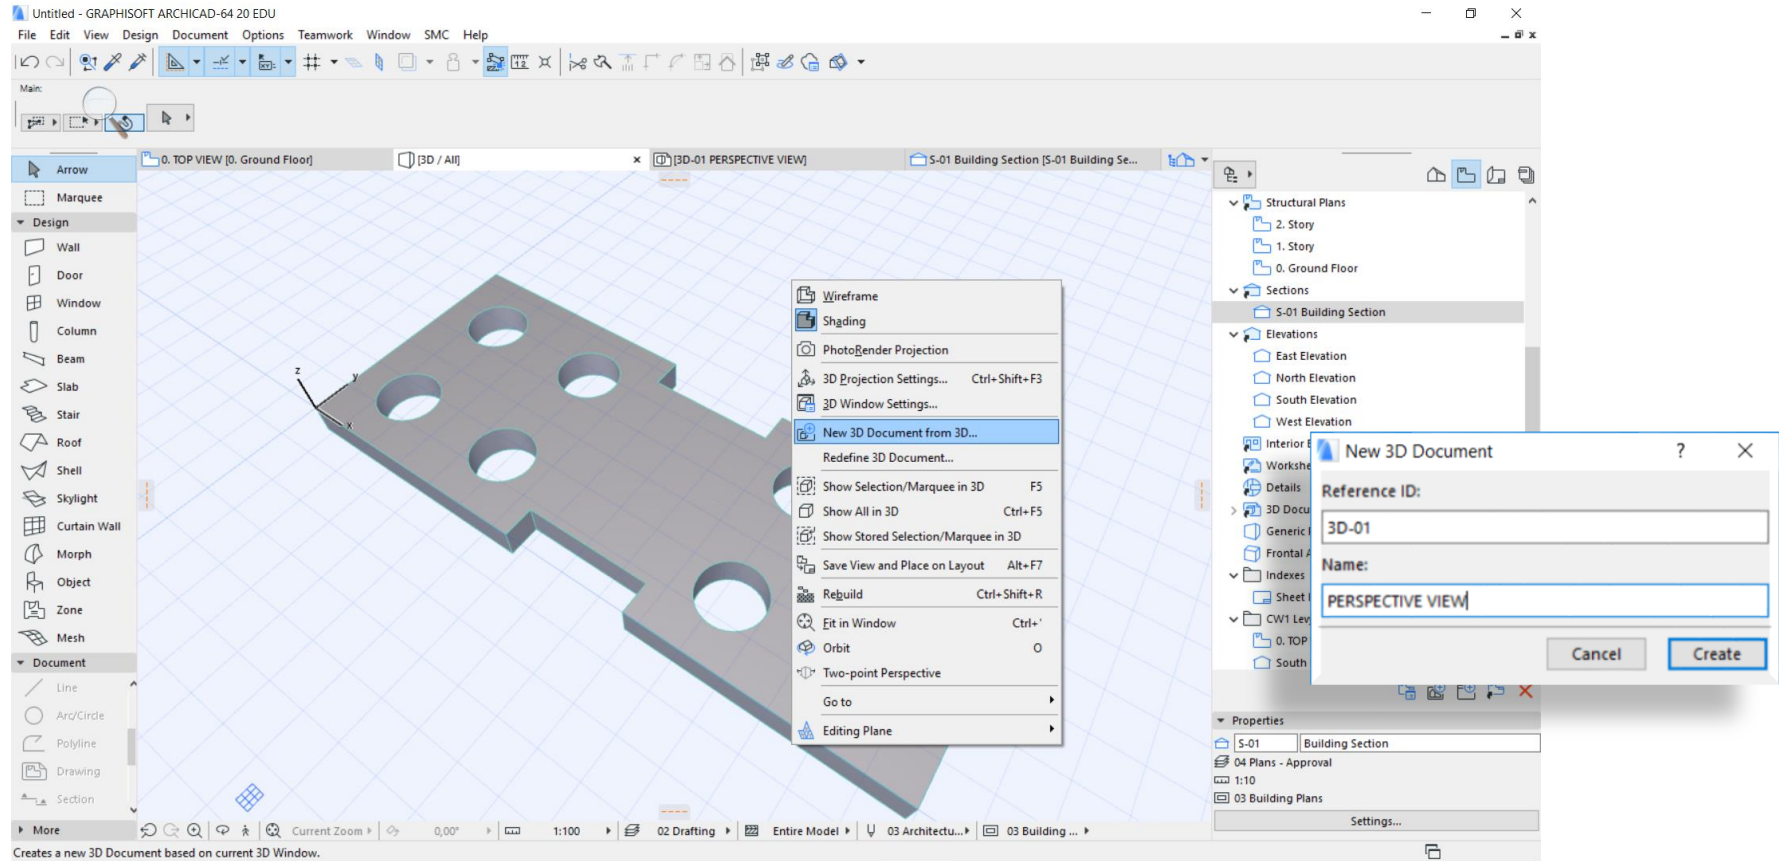 Untitled - GRAPHISOFT ARCHICAD-64 20 EDU
File Edit View Design Document Options Teamwork Window SMC Help
Main:
0. TOP VIEW [0. Ground Floor]
[3D / All]
[3D-01 PERSPECTIVE VIEW]
S-01 Building Section [S-01 Building Se...
Arrow
Marquee
Design
Wall
Door
Window
Column
Beam
Slab
Stair
Roof
Shell
Skylight
Curtain Wall
Morph
Object
Zone
Mesh
Document
Line
Arc/Circle
Polyline
Drawing
Section
More
z
y
x
Wireframe
Shading
PhotoRender Projection
3D Projection Settings... Ctrl+Shift+F3
3D Window Settings...
New 3D Document from 3D...
Redefine 3D Document...
Show Selection/Marquee in 3D F5
Show All in 3D Ctrl+F5
Show Stored Selection/Marquee in 3D
Save View and Place on Layout Alt+F7
Rebuild Ctrl+Shift+R
Fit in Window Ctrl+'
Orbit O
Two-point Perspective
Go to
Editing Plane
Structural Plans
2. Story
1. Story
0. Ground Floor
Sections
S-01 Building Section
Elevations
East Elevation
North Elevation
South Elevation
West Elevation
Interior E
Workshe
Details
3D Docu
Generic
Frontal A
Indexes
Sheet I
CW1 Lev
0. TOP
South
New 3D Document ?
Reference ID:
3D-01
Name:
PERSPECTIVE VIEW
Cancel Create
Properties
S-01 Building Section
04 Plans - Approval
1:10
03 Building Plans
Settings...
Current Zoom 0,00° 1:100 02 Drafting Entire Model 03 Architectu... 03 Building ...
Creates a new 3D Document based on current 3D Window.